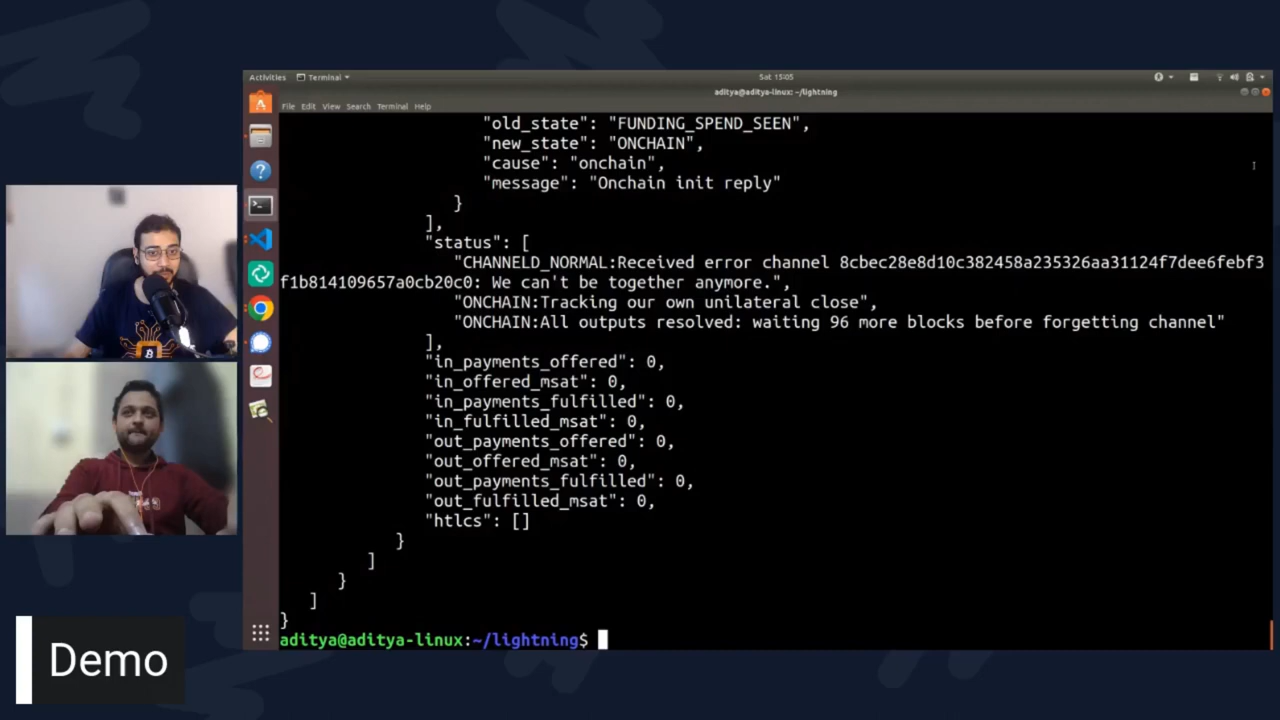 Activities Terminal Sat 15:05
aditya@aditya-linux: ~/lightning
File Edit View Search Terminal Help
"old_state": "FUNDING_SPEND_SEEN",
"new_state": "ONCHAIN",
"cause": "onchain",
"message": "Onchain init reply"
}
],
"status": [
"CHANNELD_NORMAL:Received error channel 8cbec28e8d10c382458a235326aa31124f7dee6febf3
f1b814109657a0cb20c0: We can't be together anymore.",
"ONCHAIN:Tracking our own unilateral close",
"ONCHAIN:All outputs resolved: waiting 96 more blocks before forgetting channel"
],
"in_payments_offered": 0,
"in_offered_msat": 0,
"in_payments_fulfilled": 0,
"in_fulfilled_msat": 0,
"out_payments_offered": 0,
"out_offered_msat": 0,
"out_payments_fulfilled": 0,
"out_fulfilled_msat": 0,
"htlcs": []
}
]
}
]
}
aditya@aditya-linux:~/lightning$
Demo